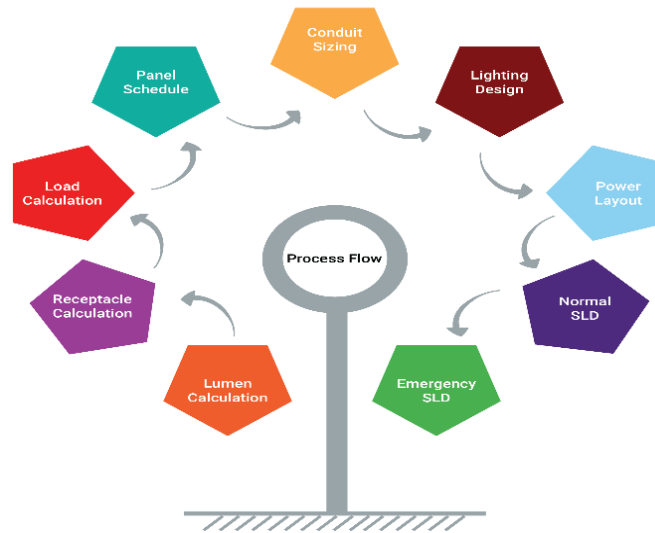 Conduit
Sizing
Panel
Schedule
Lighting
Design
Load
Calculation
Power
Layout
Process Flow
Receptacle
Calculation
Normal
SLD
Lumen
Calculation
Emergency
SLD